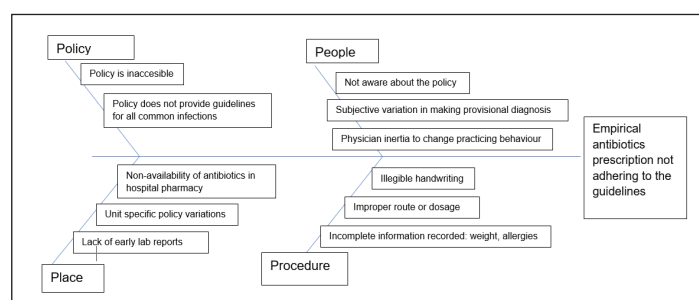 Policy
Policy is inaccesible
Policy does not provide guidelines
for all common infections
People
Not aware about the policy
Subjective variation in making provisional diagnosis
Physician inertia to change practicing behaviour
Empirical
antibiotics
prescription not
adhering to the
guidelines
Non-availability of antibiotics in
hospital pharmacy
Unit specific policy variations
Lack of early lab reports
Place
Illegible handwriting
Improper route or dosage
Incomplete information recorded: weight, allergies
Procedure